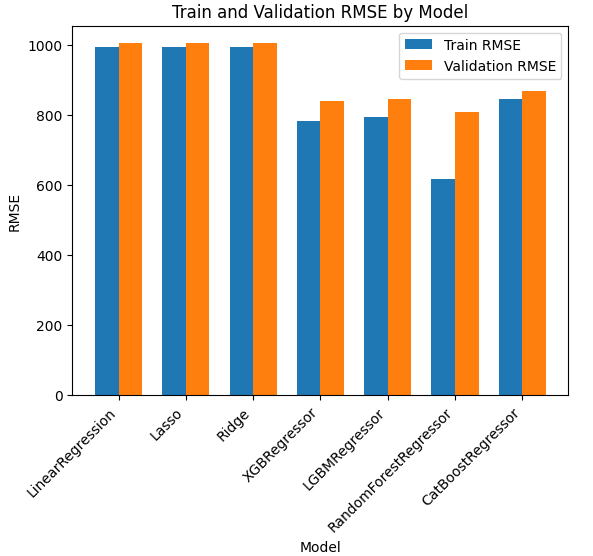 Train and Validation RMSE by Model
Train RMSE
Validation RMSE
1000
800
600
400
200
0
RMSE
LinearRegression
Lasso
Ridge
XGBRegressor
LGBMRegressor
RandomForestRegressor
CatBoostRegressor
Model